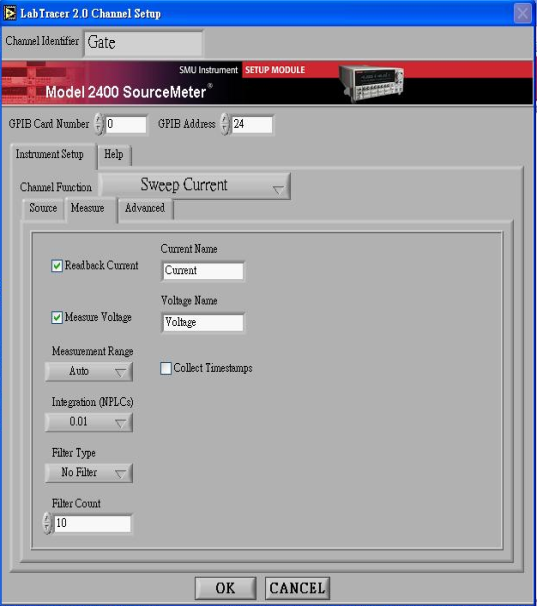 LabTracer 2.0 Channel Setup
Channel Identifier Gate
SMU Instrument SETUP MODULE
Model 2400 SourceMeter®
GPIB Card Number 0 GPIB Address 24
Instrument Setup Help
Channel Function Sweep Current
Source Measure Advanced
Current Name
Readback Current Current
Voltage Name
Measure Voltage Voltage
Measurement Range
Auto Collect Timestamps
Integration (NPLCs)
0.01
Filter Type
No Filter
Filter Count
10
OK CANCEL